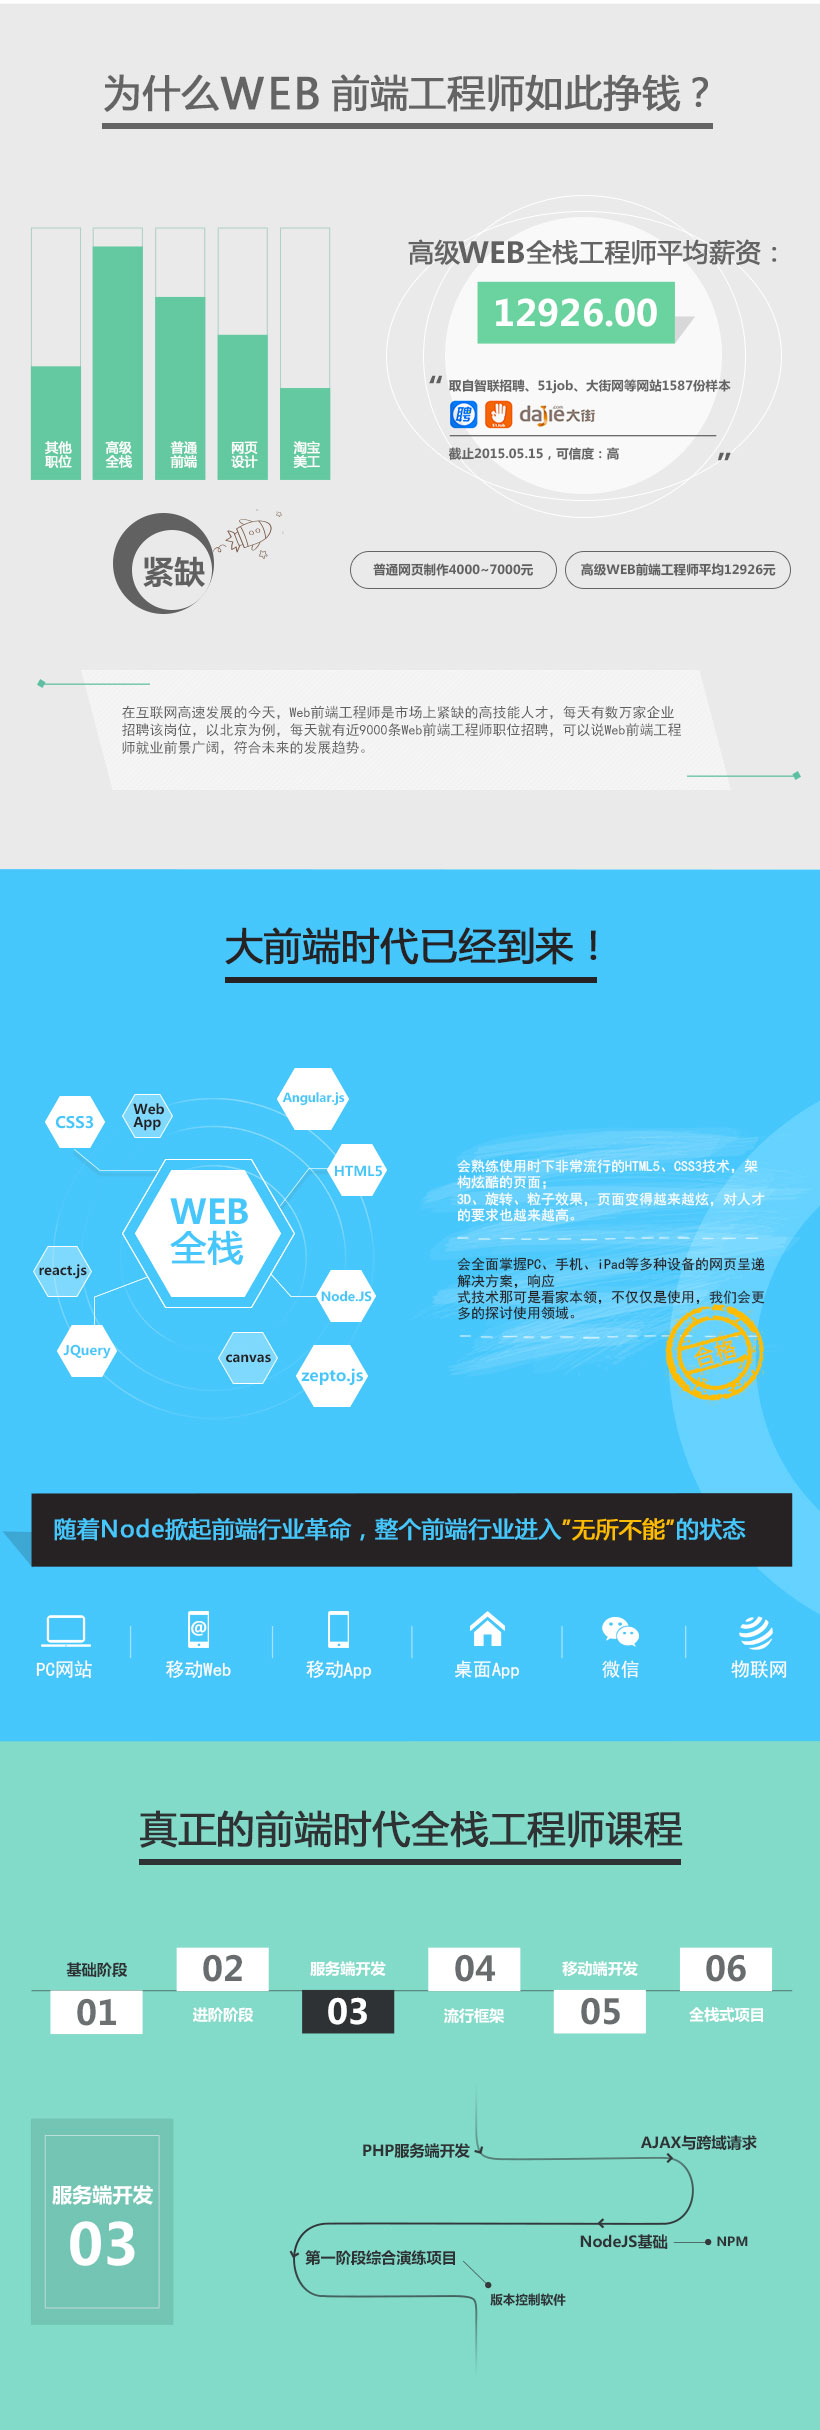 为什么WEB 前端工程师如此挣钱？
高级WEB全栈工程师平均薪资：
12926.00
“ 取自智联招聘、51job、大街网等网站1587份样本
聘 dajie大街
截止2015.05.15，可信度：高 ”
其他
职位
高级
全栈
普通
前端
网页
设计
淘宝
美工
紧缺
普通网页制作4000~7000元
高级WEB前端工程师平均12926元
在互联网高速发展的今天，Web前端工程师是市场上紧缺的高技能人才，每天有数万家企业
招聘该岗位，以北京为例，每天就有近9000条Web前端工程师职位招聘，可以说Web前端工程
师就业前景广阔，符合未来的发展趋势。
大前端时代已经到来！
Angular.js
CSS3
Web
App
HTML5
WEB
全栈
react.js
Node.JS
JQuery
canvas
zepto.js
会熟练使用时下非常流行的HTML5、CSS3技术，架
构炫酷的页面；
3D、旋转、粒子效果，页面变得越来越炫，对人才
的要求也越来越高。
会全面掌握PC、手机、iPad等多种设备的网页呈递
解决方案，响应
式技术那可是看家本领，不仅仅是使用，我们会更
多的探讨使用领域。
合格
随着Node掀起前端行业革命，整个前端行业进入”无所不能”的状态
PC网站
移动Web
移动App
桌面App
微信
物联网
真正的前端时代全栈工程师课程
基础阶段
01
02
进阶阶段
服务端开发
03
04
流行框架
移动端开发
05
06
全栈式项目
服务端开发
03
PHP服务端开发
AJAX与跨域请求
NodeJS基础
NPM
第一阶段综合演练项目
版本控制软件